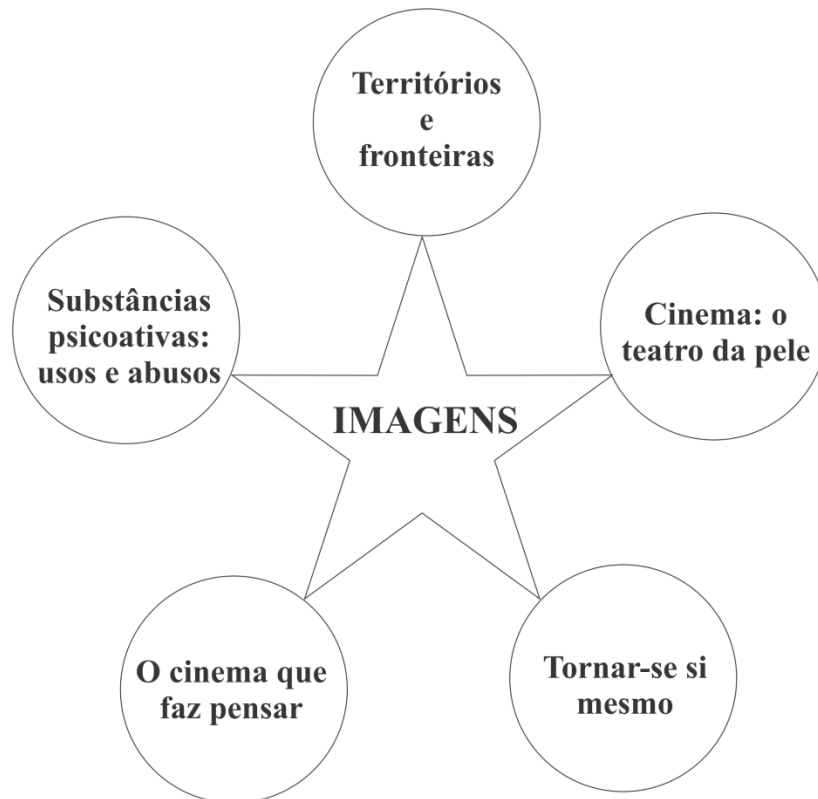 Territórios
e
fronteiras
Substâncias
psicoativas:
usos e abusos
Cinema: o
teatro da pele
IMAGENS
O cinema que
faz pensar
Tornar-se si
mesmo